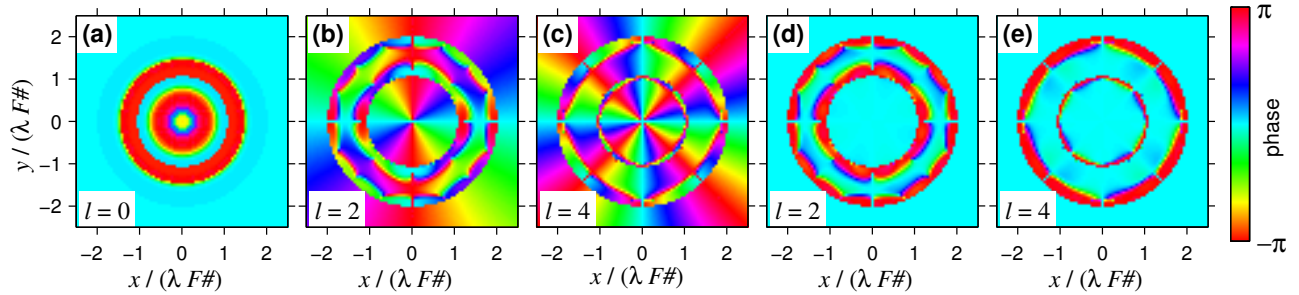 (a) (b) (c) (d) (e)
2
1
0
−1
−2
y / (λ F#)
l = 0 l = 2 l = 4 l = 2 l = 4
−2 −1 0 1 2 −2 −1 0 1 2 −2 −1 0 1 2 −2 −1 0 1 2 −2 −1 0 1 2
x / (λ F#) x / (λ F#) x / (λ F#) x / (λ F#) x / (λ F#)
π
phase
−π